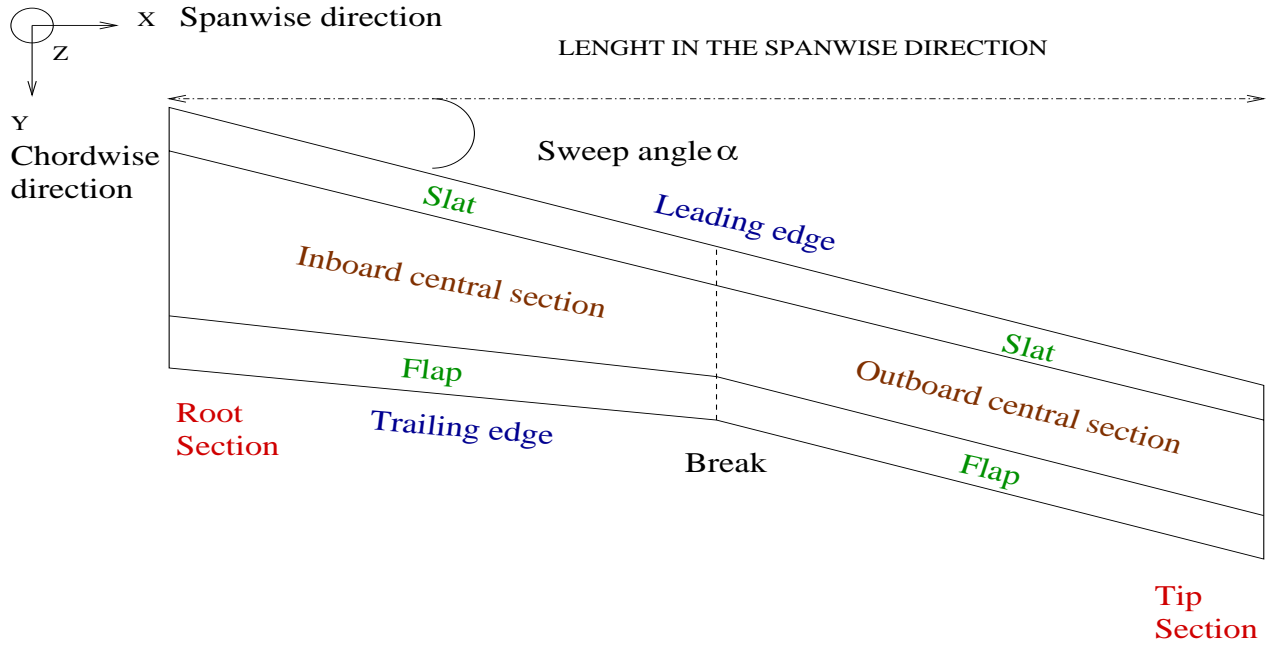 X Spanwise direction
Z
LENGHT IN THE SPANWISE DIRECTION
Y
Chordwise
direction
Sweep angle α
Slat
Leading edge
Inboard central section
Slat
Flap
Outboard central section
Root
Section
Trailing edge
Break
Flap
Tip
Section